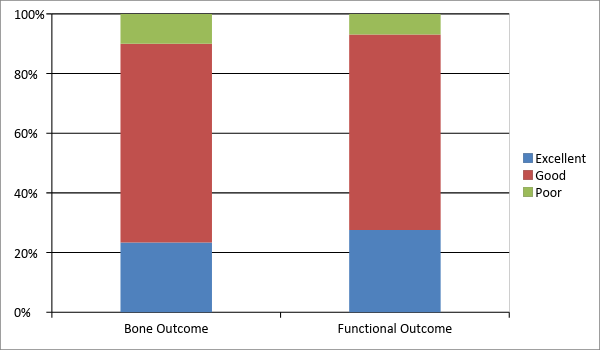 100%
80%
60%
40%
20%
0%
Bone Outcome
Functional Outcome
Excellent
Good
Poor